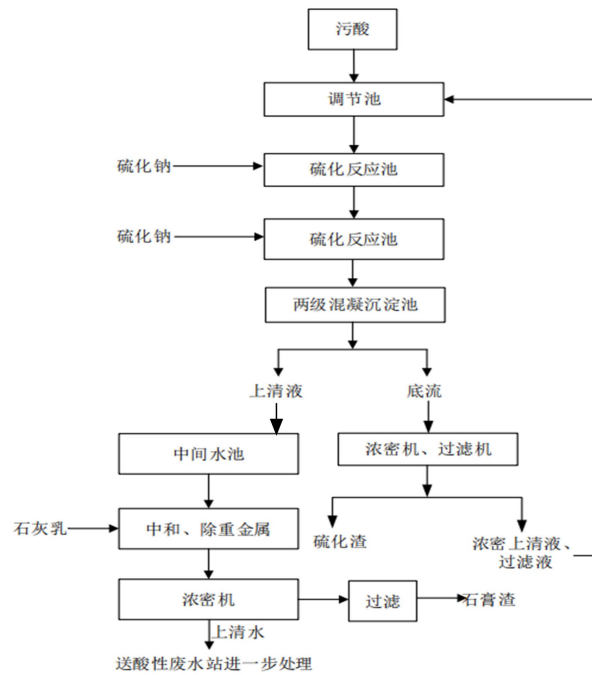 污酸
调节池
硫化钠
硫化反应池
硫化钠
硫化反应池
两级混凝沉淀池
上清液
底流
中间水池
浓密机、过滤机
石灰乳
中和、除重金属
硫化渣
浓密上清液、
过滤液
浓密机
过滤
石膏渣
上清水
送酸性废水站进一步处理